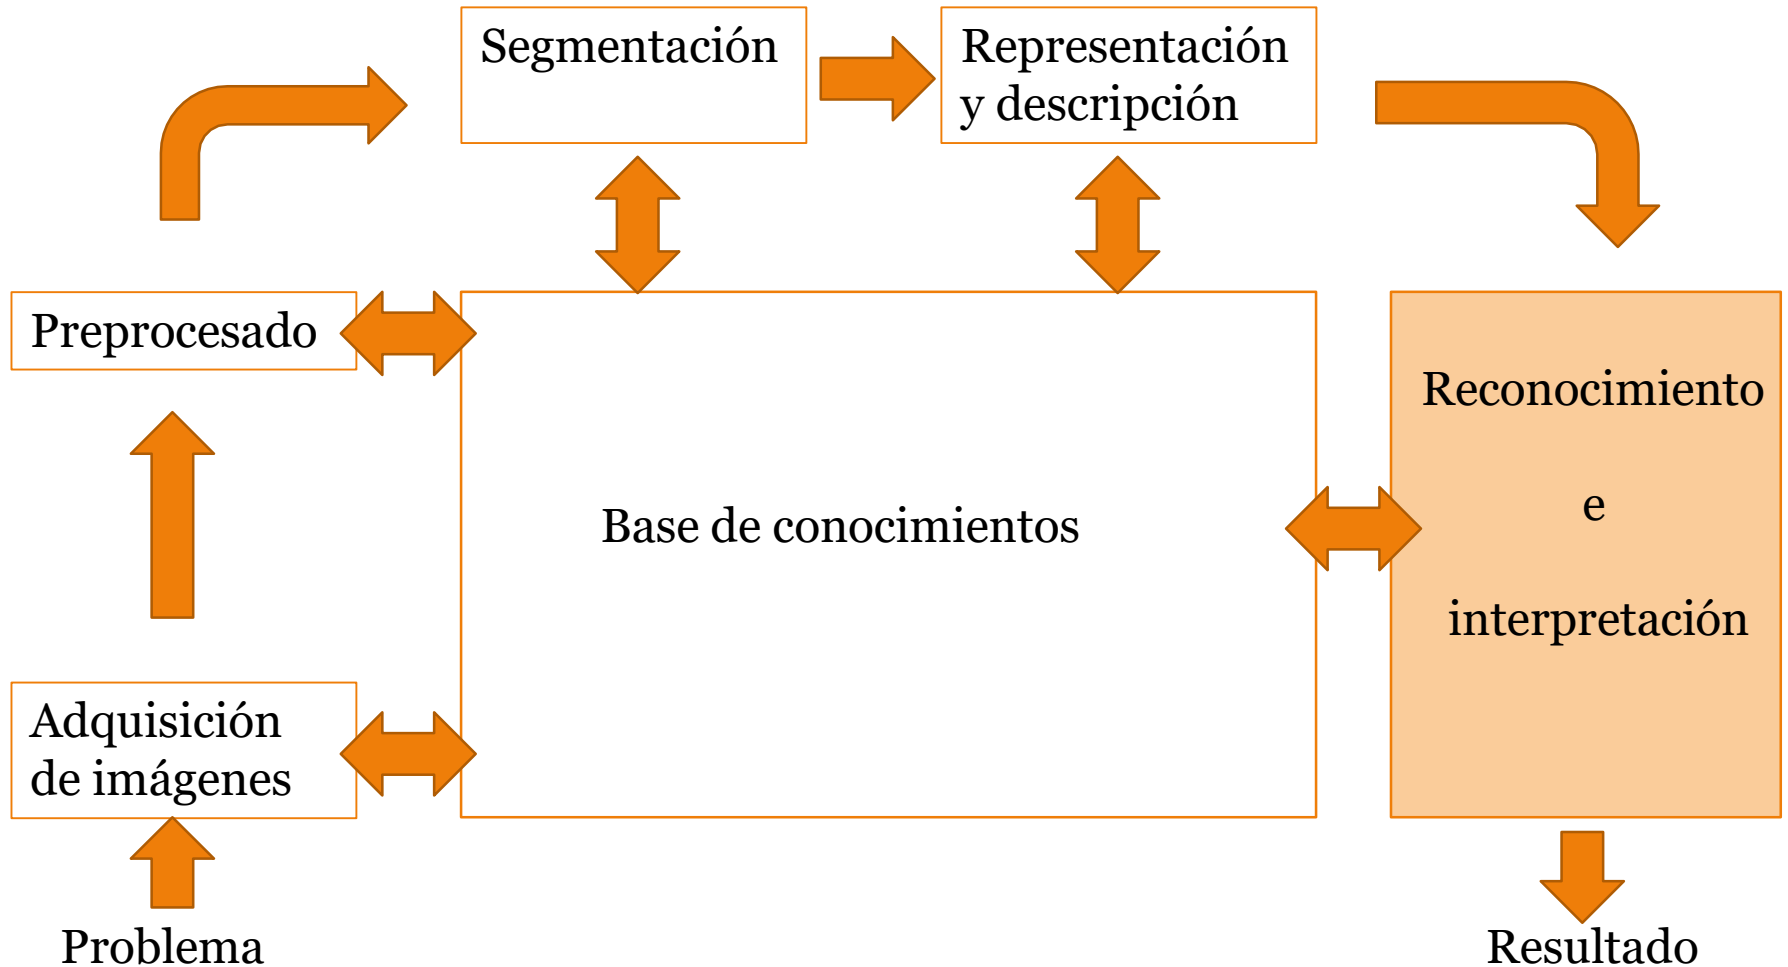 Segmentación
Representación
y descripción
Preprocesado
Base de conocimientos
Reconocimiento
e
interpretación
Adquisición
de imágenes
Problema
Resultado